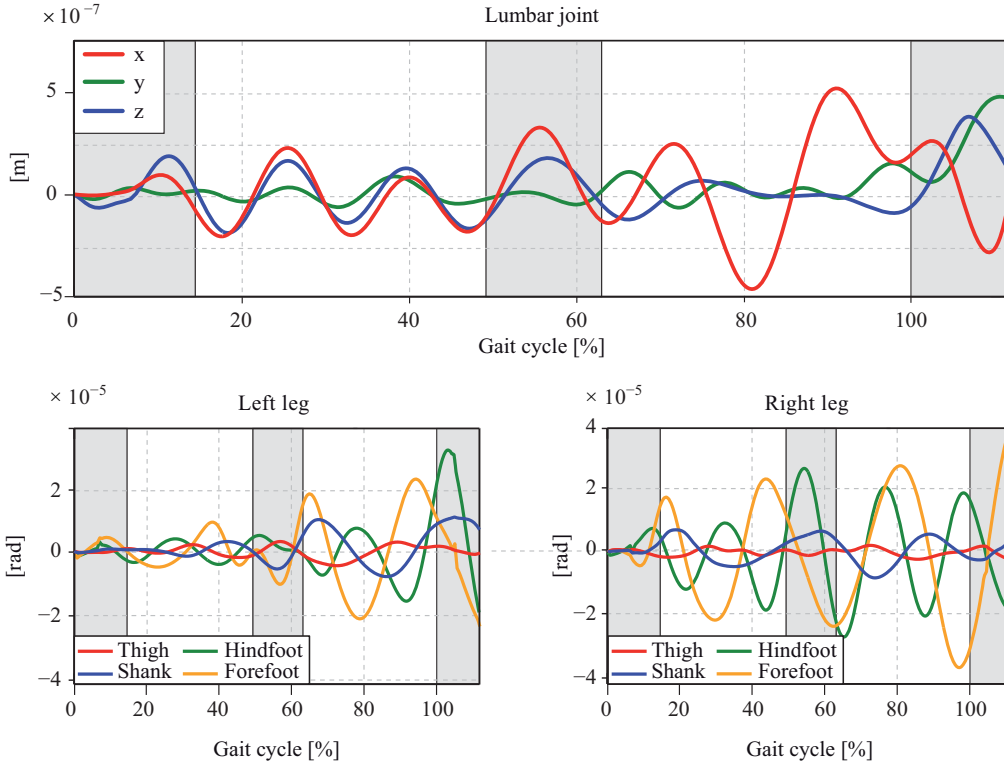 × 10⁻⁷
Lumbar joint
x
y
z
5
0
−5
[m]
0 20 40 60 80 100
Gait cycle [%]
× 10⁻⁵
Left leg
2
0
−2
−4
[rad]
Thigh Hindfoot
Shank Forefoot
0 20 40 60 80 100
Gait cycle [%]
× 10⁻⁵
Right leg
4
2
0
−2
−4
[rad]
Thigh Hindfoot
Shank Forefoot
0 20 40 60 80 100
Gait cycle [%]